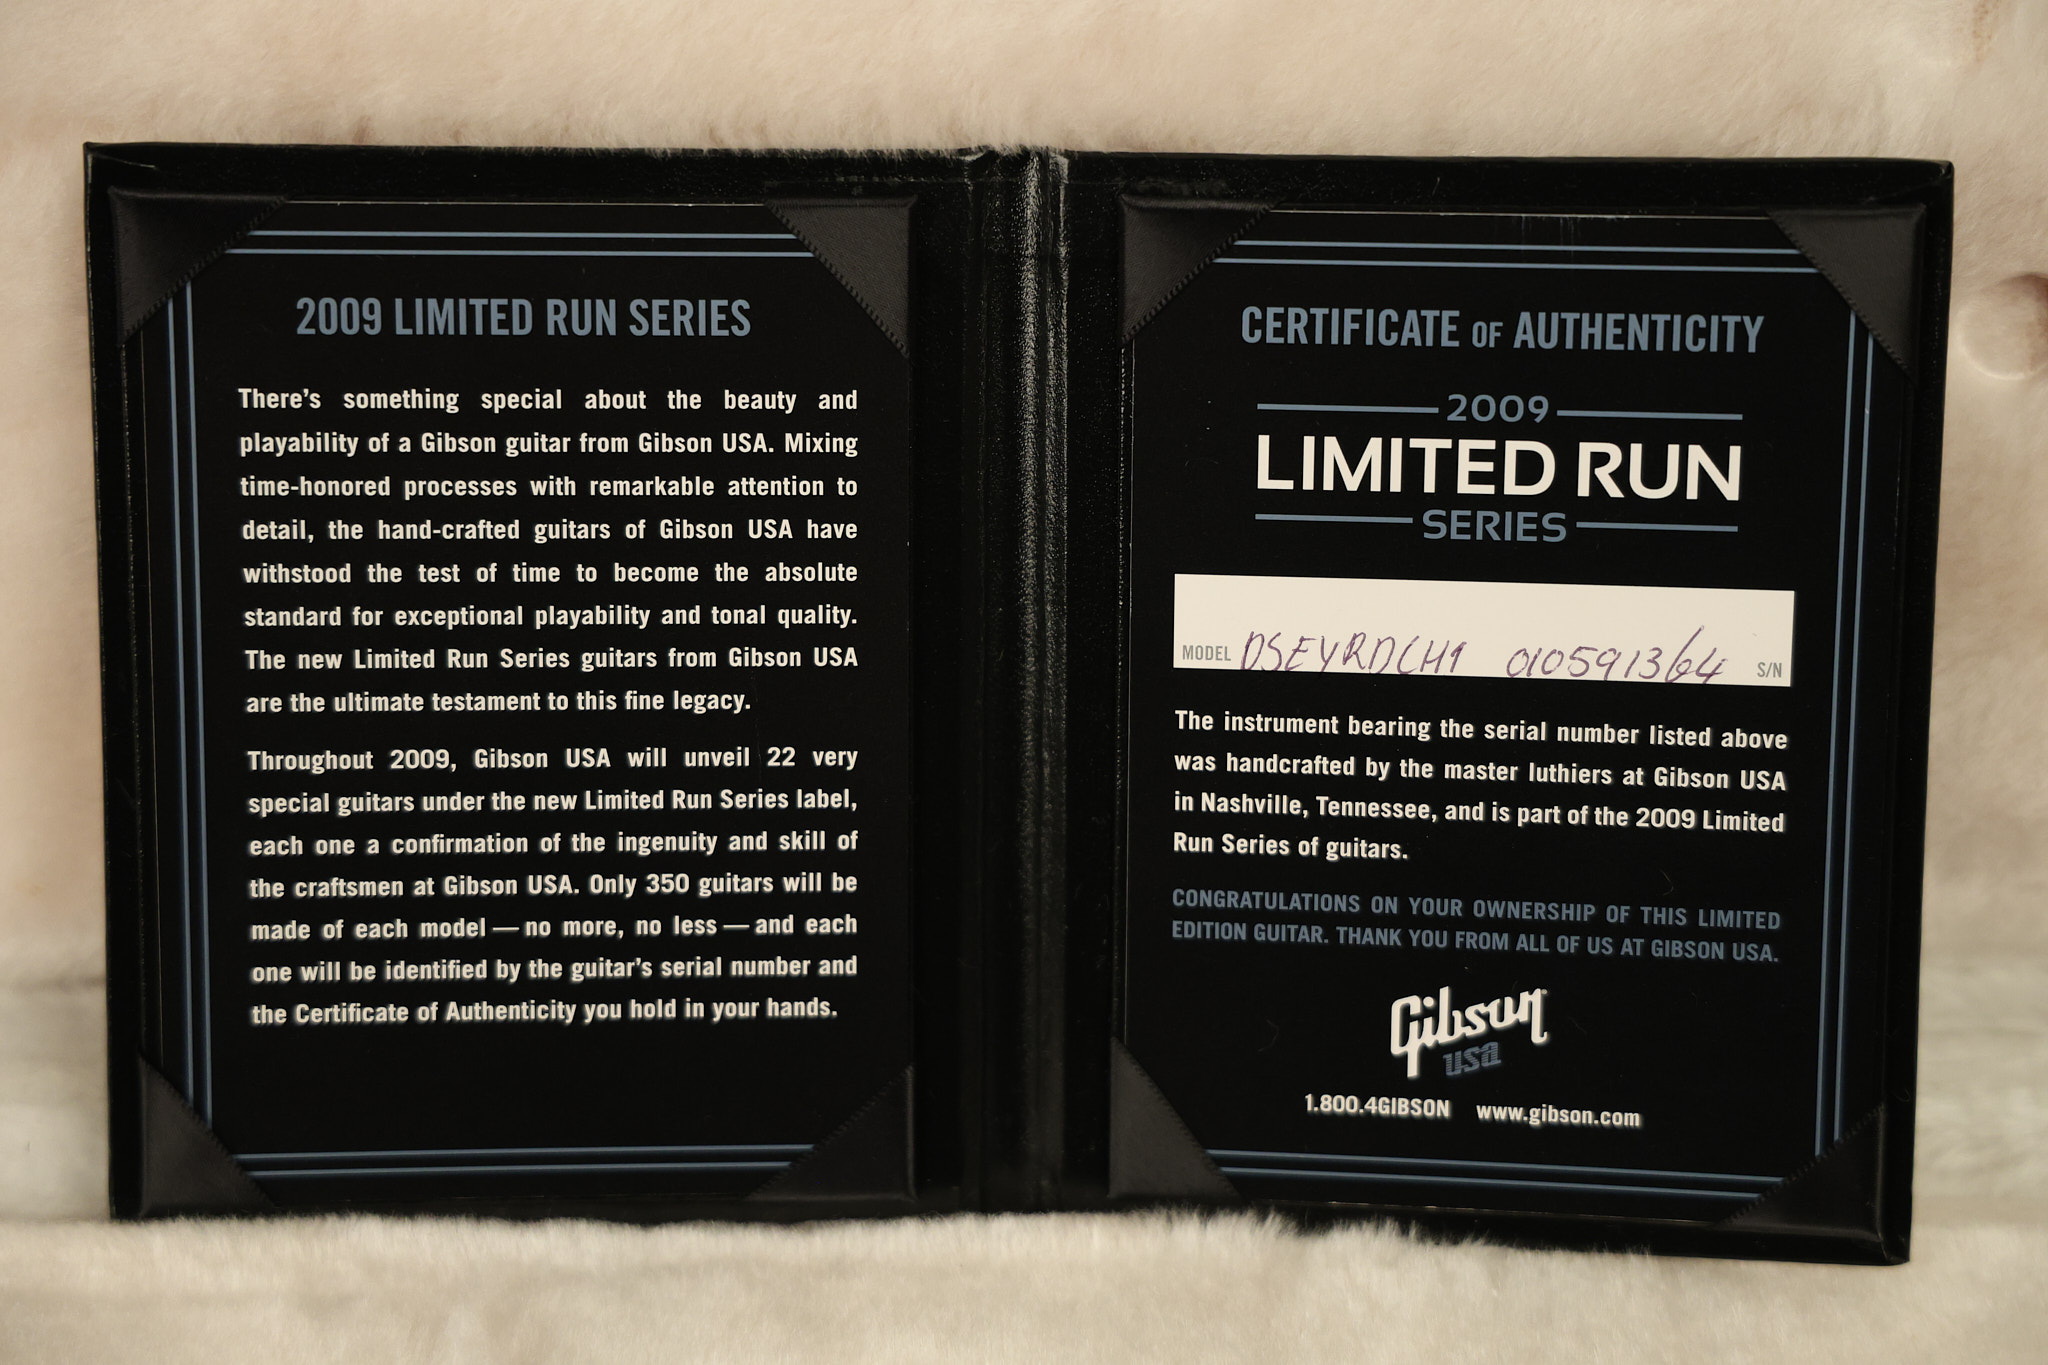 2009 LIMITED RUN SERIES
There's something special about the beauty and
playability of a Gibson guitar from Gibson USA. Mixing
time-honored processes with remarkable attention to
detail, the hand-crafted guitars of Gibson USA have
withstood the test of time to become the absolute
standard for exceptional playability and tonal quality.
The new Limited Run Series guitars from Gibson USA
are the ultimate testament to this fine legacy.
Throughout 2009, Gibson USA will unveil 22 very
special guitars under the new Limited Run Series label,
each one a confirmation of the ingenuity and skill of
the craftsmen at Gibson USA. Only 350 guitars will be
made of each model — no more, no less — and each
one will be identified by the guitar's serial number and
the Certificate of Authenticity you hold in your hands.
CERTIFICATE OF AUTHENTICITY
2009
LIMITED RUN
SERIES
MODEL DSEYRDCH1 010591364 S/N
The instrument bearing the serial number listed above
was handcrafted by the master luthiers at Gibson USA
in Nashville, Tennessee, and is part of the 2009 Limited
Run Series of guitars.
CONGRATULATIONS ON YOUR OWNERSHIP OF THIS LIMITED
EDITION GUITAR. THANK YOU FROM ALL OF US AT GIBSON USA.
Gibson
usa
1.800.4GIBSON www.gibson.com